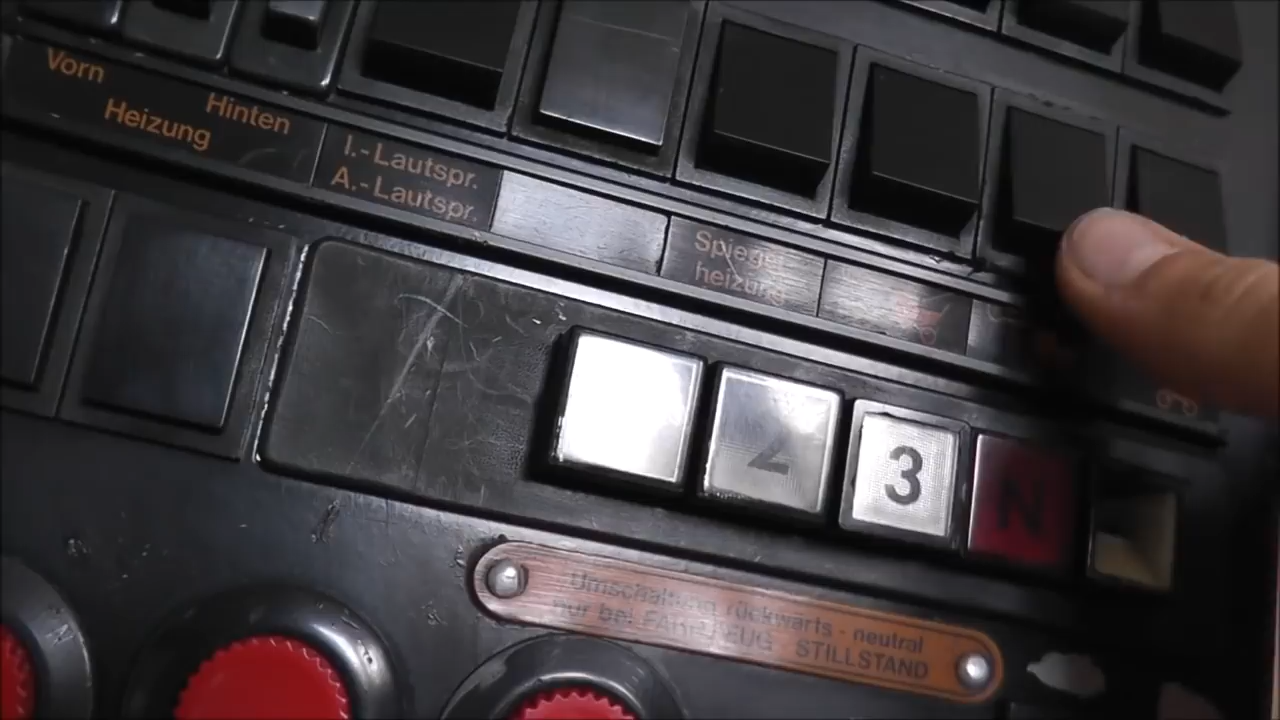 Vorn
Hinten
Heizung
I.-Lautspr.
A.-Lautspr.
Spiegel
heizung
2
3
N
Umschaltung rückwärts - neutral
nur bei FAHRZEUG STILLSTAND